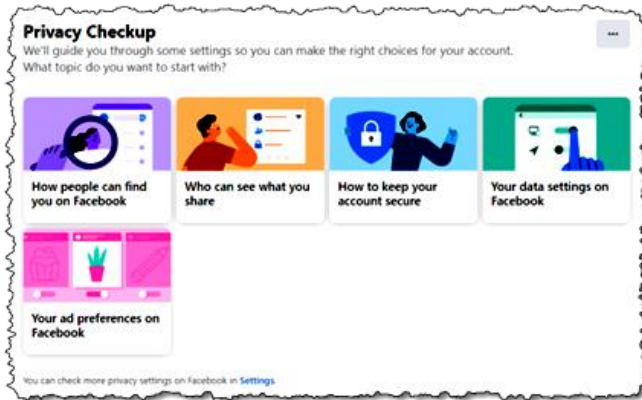 Privacy Checkup
We'll guide you through some settings so you can make the right choices for your account.
What topic do you want to start with?
How people can find
you on Facebook
Who can see what you
share
How to keep your
account secure
Your data settings on
Facebook
Your ad preferences on
Facebook
You can check more privacy settings on Facebook in Settings.